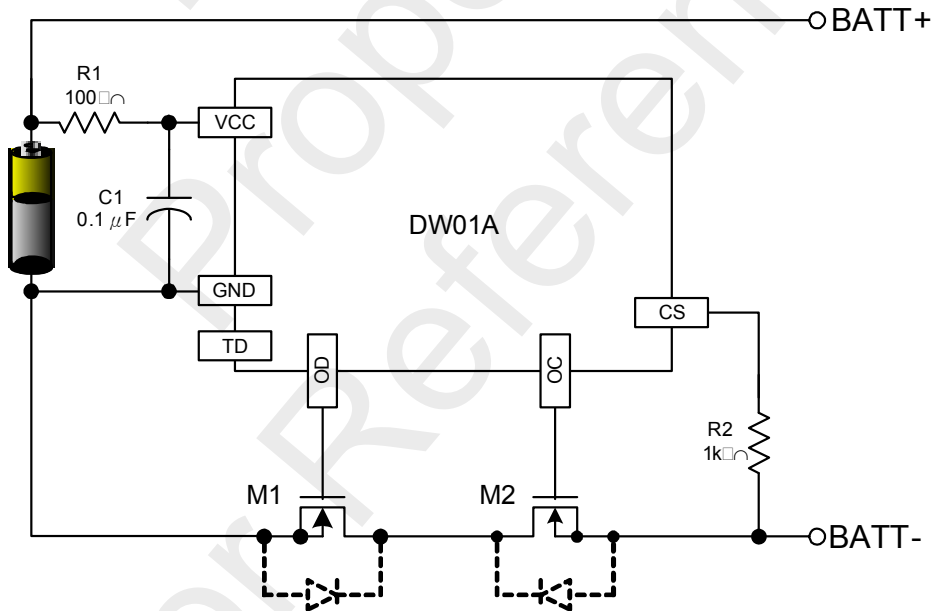 BATT+
R1
100□∩
VCC
C1
0.1 μF
DW01A
GND
CS
TD
OD
OC
R2
1k□∩
M1
M2
BATT-
Refere